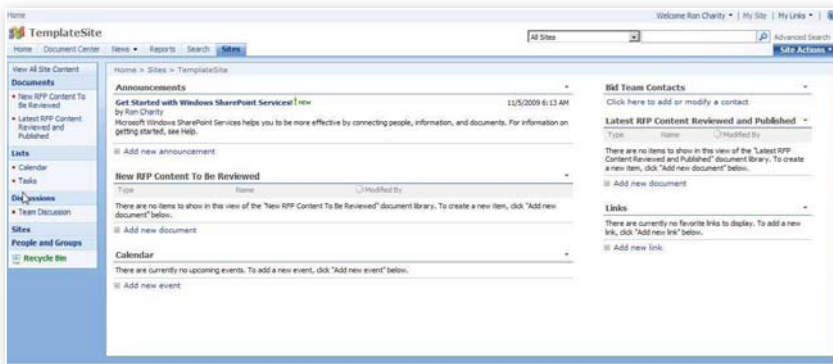 Home
Welcome Ron Charity | My Site | My Links
TemplateSite
All Sites
Advanced Search
Home Document Center News Reports Search Sites
Site Actions
View All Site Content
Documents
New RFP Content To
Be Reviewed
Latest RFP Content
Reviewed and
Published
Lists
Calendar
Tasks
Discussions
Team Discussion
Sites
People and Groups
Recycle Bin
Home > Sites > TemplateSite
Announcements
Get Started with Windows SharePoint Services! NEW
11/5/2009 6:13 AM
by Ron Charity
Microsoft Windows SharePoint Services helps you to be more effective by connecting people, information, and documents. For information on
getting started, see Help.
Add new announcement
New RFP Content To Be Reviewed
Type Name Modified By
There are no items to show in this view of the "New RFP Content To Be Reviewed" document library. To create a new item, click "Add new
document" below.
Add new document
Calendar
There are currently no upcoming events. To add a new event, click "Add new event" below.
Add new event
Bid Team Contacts
Click here to add or modify a contact
Latest RFP Content Reviewed and Published
Type Name Modified By
There are no items to show in this view of the "Latest RFP
Content Reviewed and Published" document library. To create
a new item, click "Add new document" below.
Add new document
Links
There are currently no favorite links to display. To add a new
link, click "Add new link" below.
Add new link